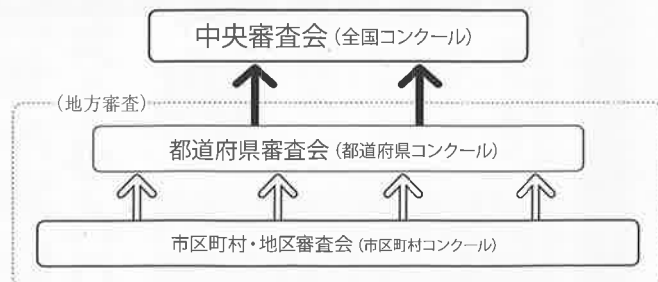 中央審査会(全国コンクール)
(地方審査)
都道府県審査会(都道府県コンクール)
市区町村・地区審査会(市区町村コンクール)